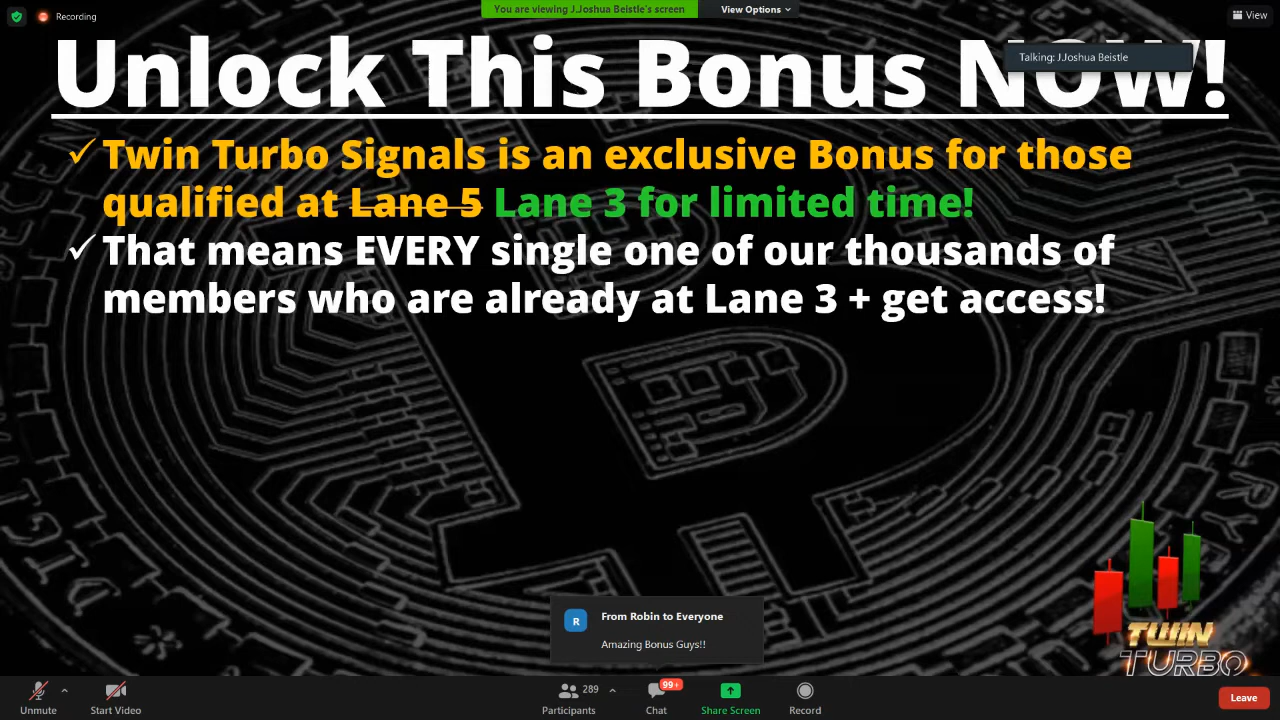 Recording
You are viewing J.Joshua Beistle's screen
View Options
View
Talking: J.Joshua Beistle
Unlock This Bonus NOW!
Twin Turbo Signals is an exclusive Bonus for those
qualified at Lane 5 Lane 3 for limited time!
That means EVERY single one of our thousands of
members who are already at Lane 3 + get access!
R
From Robin to Everyone
Amazing Bonus Guys!!
TWIN
TURBO
Unmute
Start Video
289
Participants
99+
Chat
Share Screen
Record
Leave